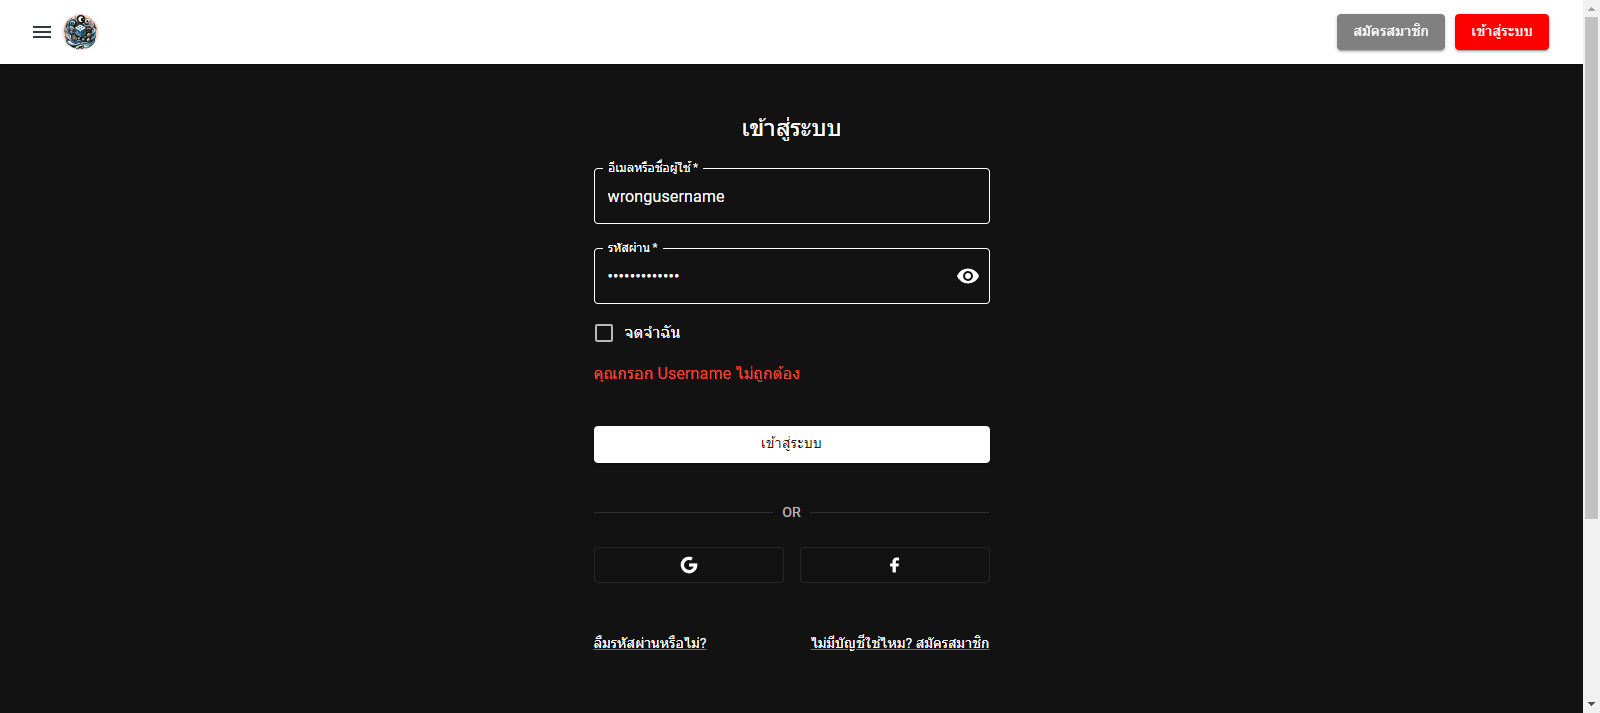 สมัครสมาชิก
เข้าสู่ระบบ
เข้าสู่ระบบ
อีเมลหรือชื่อผู้ใช้ *
wrongusername
รหัสผ่าน *
•••••••••••••
จดจำฉัน
คุณกรอก Username ไม่ถูกต้อง
เข้าสู่ระบบ
OR
ลืมรหัสผ่านหรือไม่?
ไม่มีบัญชีใช่ไหม? สมัครสมาชิก